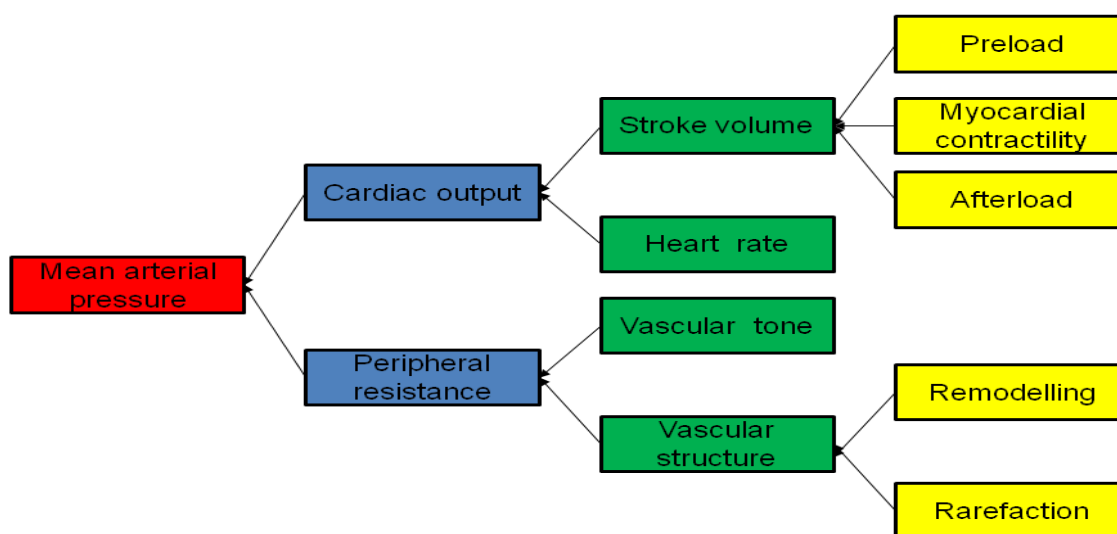 Preload
Myocardial
contractility
Afterload
Stroke volume
Heart rate
Cardiac output
Mean arterial
pressure
Vascular tone
Peripheral
resistance
Vascular
structure
Remodelling
Rarefaction